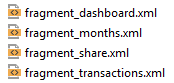 fragment_dashboard.xml
fragment_months.xml
fragment_share.xml
fragment_transactions.xml